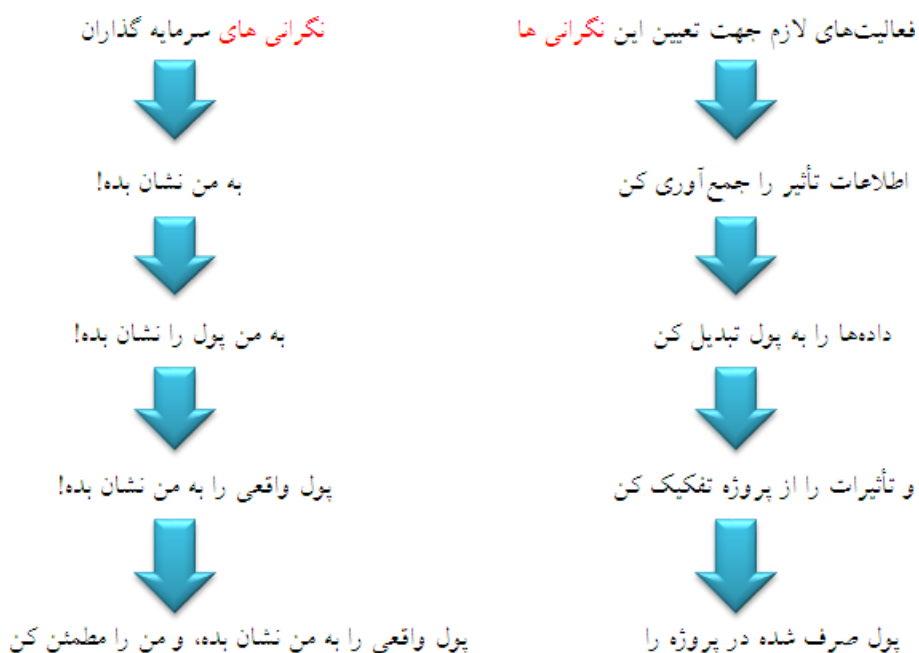 فعالیت‌های لازم جهت تعیین این نگرانی ها
نگرانی های سرمایه گذاران
اطلاعات تأثیر را جمع‌آوری کن
به من نشان بده!
داده‌ها را به پول تبدیل کن
به من پول را نشان بده!
و تأثیرات را از پروژه تفکیک کن
پول واقعی را به من نشان بده!
پول صرف شده در پروژه را
پول واقعی را به من نشان بده، و من را مطمئن کن